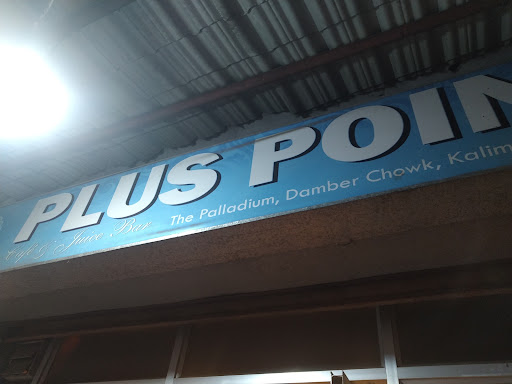 PLUS POIN
Cafe & Juice Bar
The Palladium, Damber Chowk, Kalim